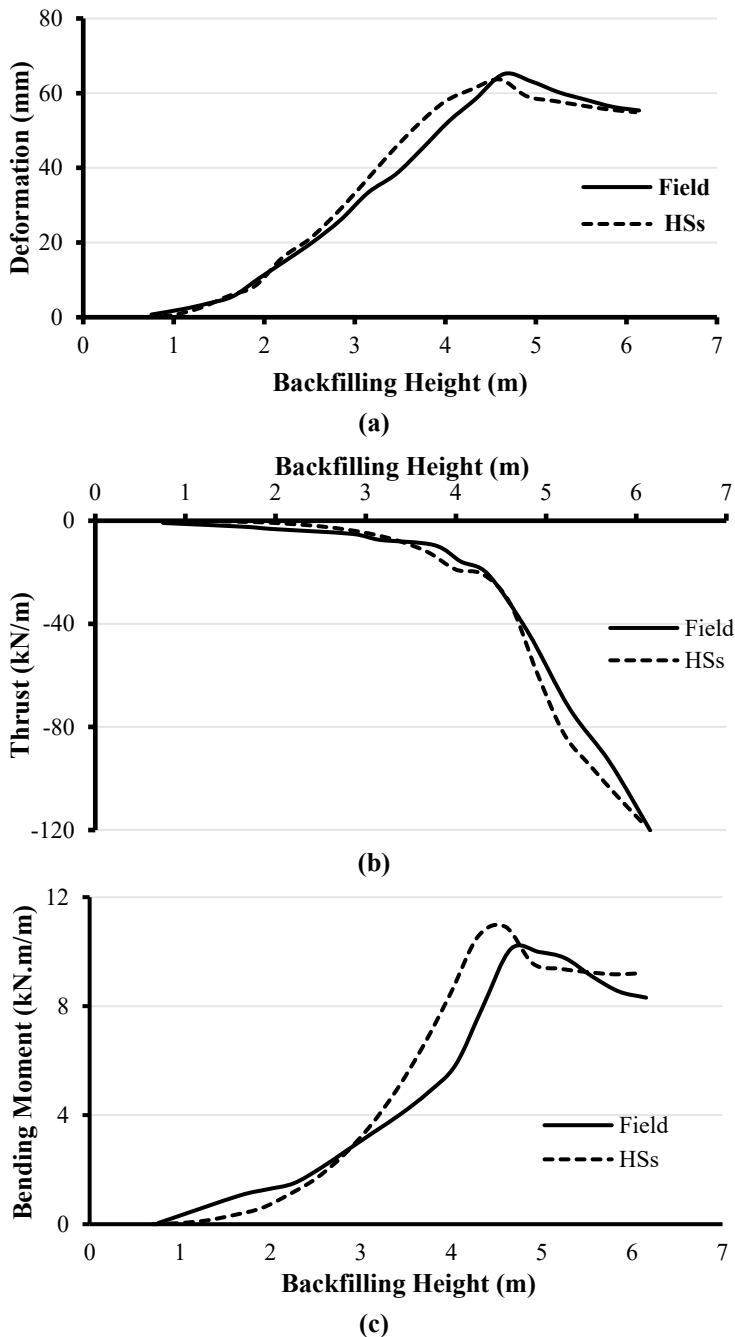 80
60
40
20
0
Deformation (mm)
Field
HSs
0 1 2 3 4 5 6 7
Backfilling Height (m)
(a)
Backfilling Height (m)
0 1 2 3 4 5 6 7
0
-40
-80
-120
Thrust (kN/m)
Field
HSs
(b)
12
8
4
0
Bending Moment (kN.m/m)
Field
HSs
0 1 2 3 4 5 6 7
Backfilling Height (m)
(c)